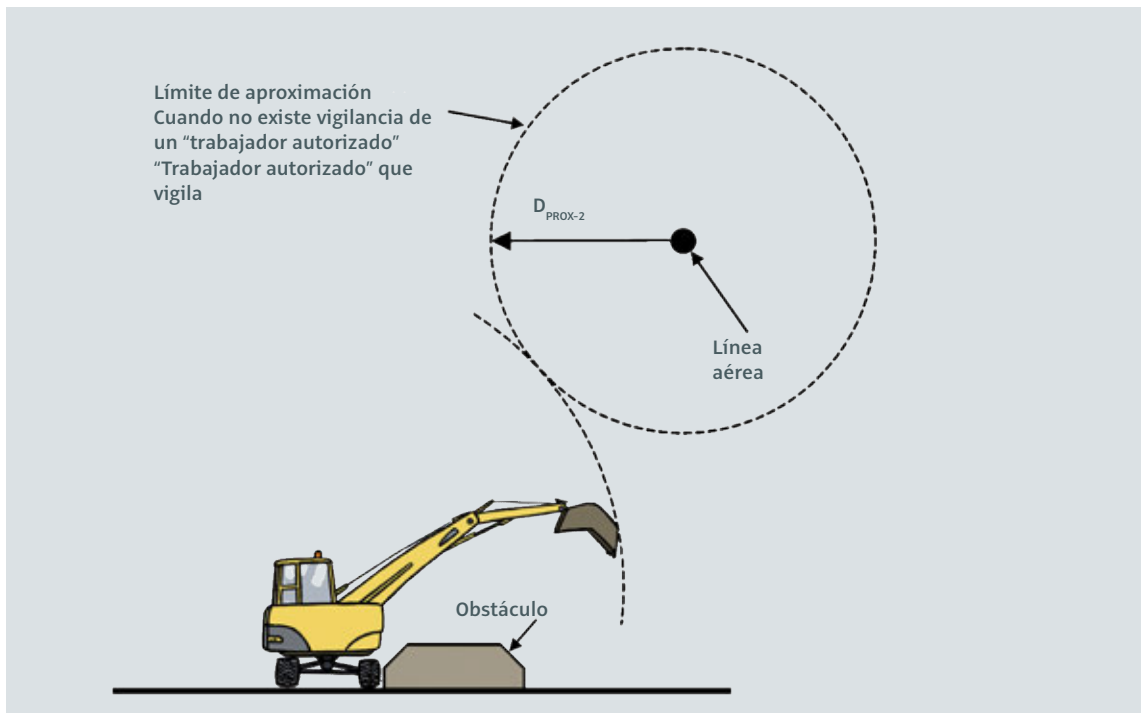 Límite de aproximación
Cuando no existe vigilancia de
un “trabajador autorizado”
“Trabajador autorizado” que
vigila
D PROX-2
Línea
aérea
Obstáculo